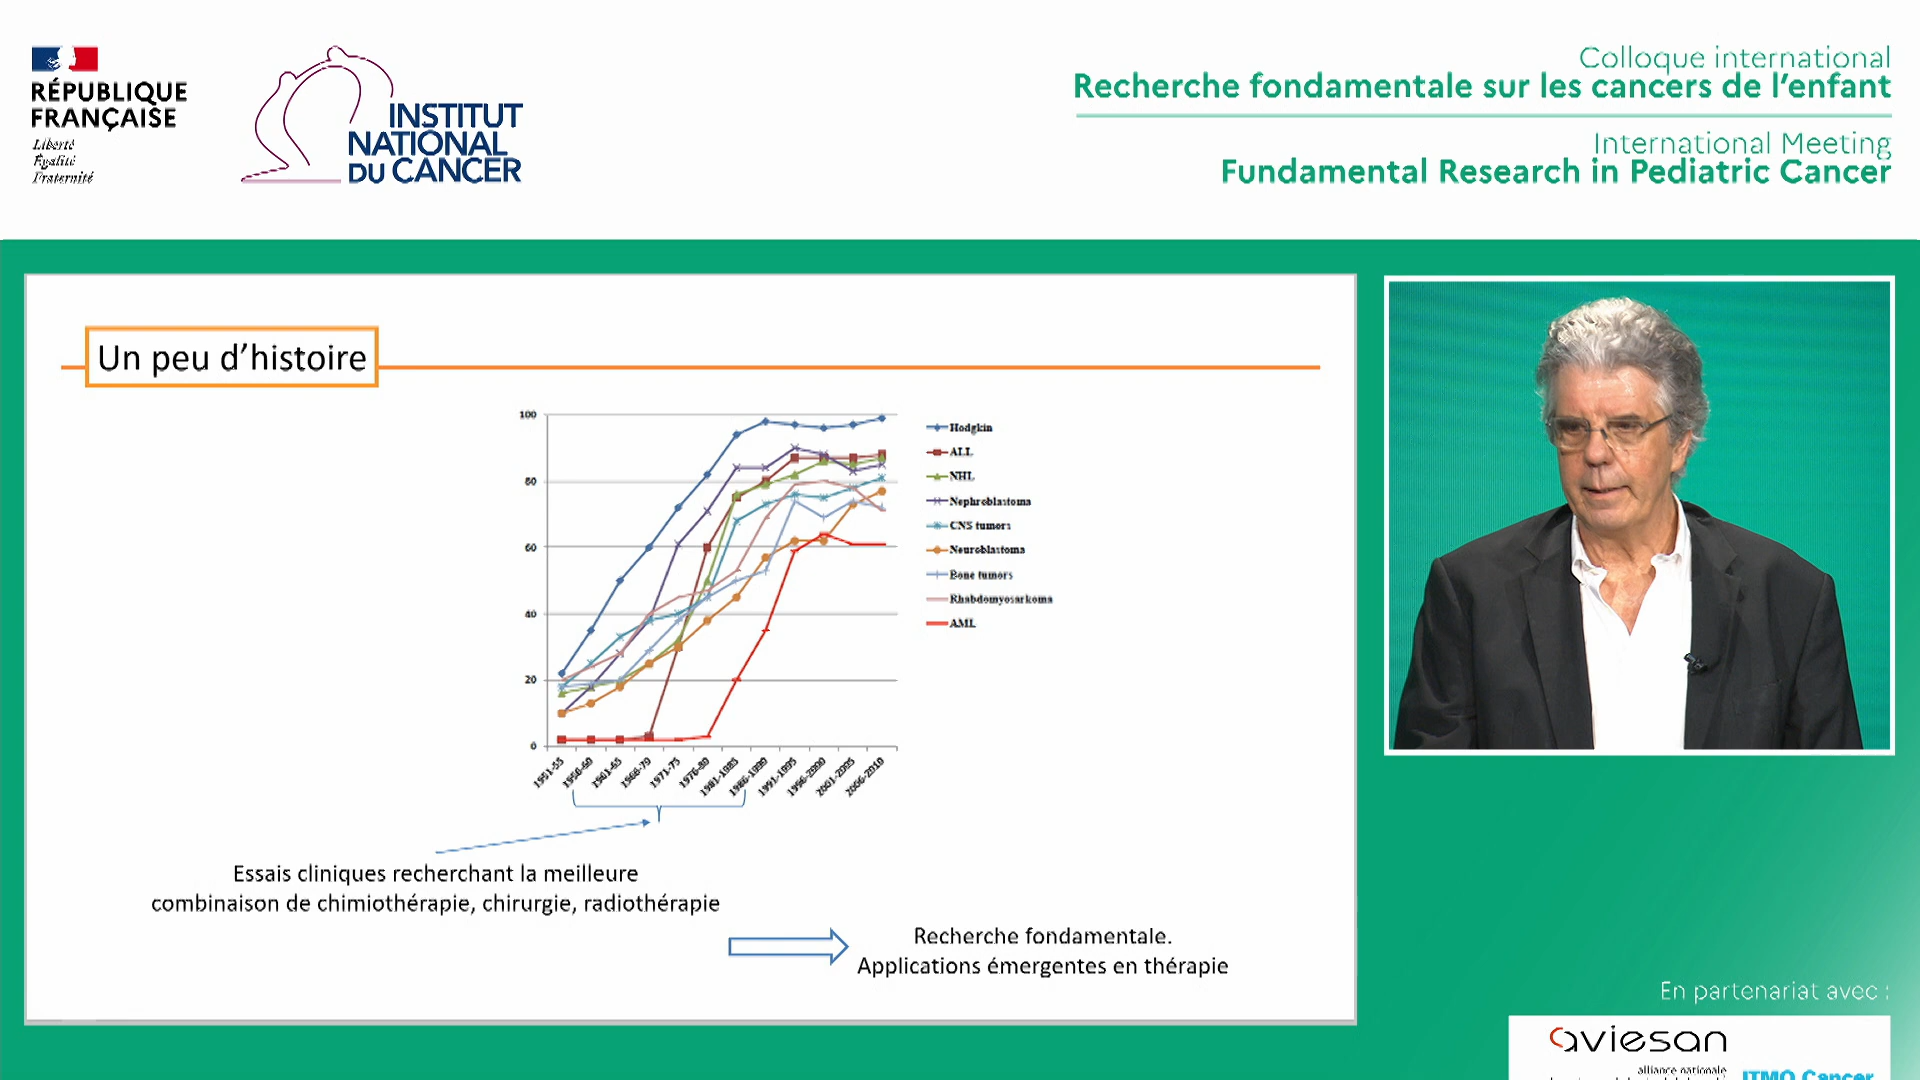 RÉPUBLIQUE
FRANÇAISE
Liberté
Égalité
Fraternité
INSTITUT
NATIONAL
DU CANCER
Colloque international
Recherche fondamentale sur les cancers de l'enfant
International Meeting
Fundamental Research in Pediatric Cancer
Un peu d'histoire
100
80
60
40
20
0
1951-55
1956-60
1961-65
1966-70
1971-75
1976-80
1981-1985
1986-1990
1991-1995
1996-2000
2001-2005
2006-2010
Hodgkin
ALL
NHL
Nephroblastoma
CNS tumors
Neuroblastoma
Bone tumors
Rhabdomyosarkoma
AML
Essais cliniques recherchant la meilleure
combinaison de chimiothérapie, chirurgie, radiothérapie
Recherche fondamentale.
Applications émergentes en thérapie
En partenariat avec :
aviesan
alliance nationale
ITMO Cancer